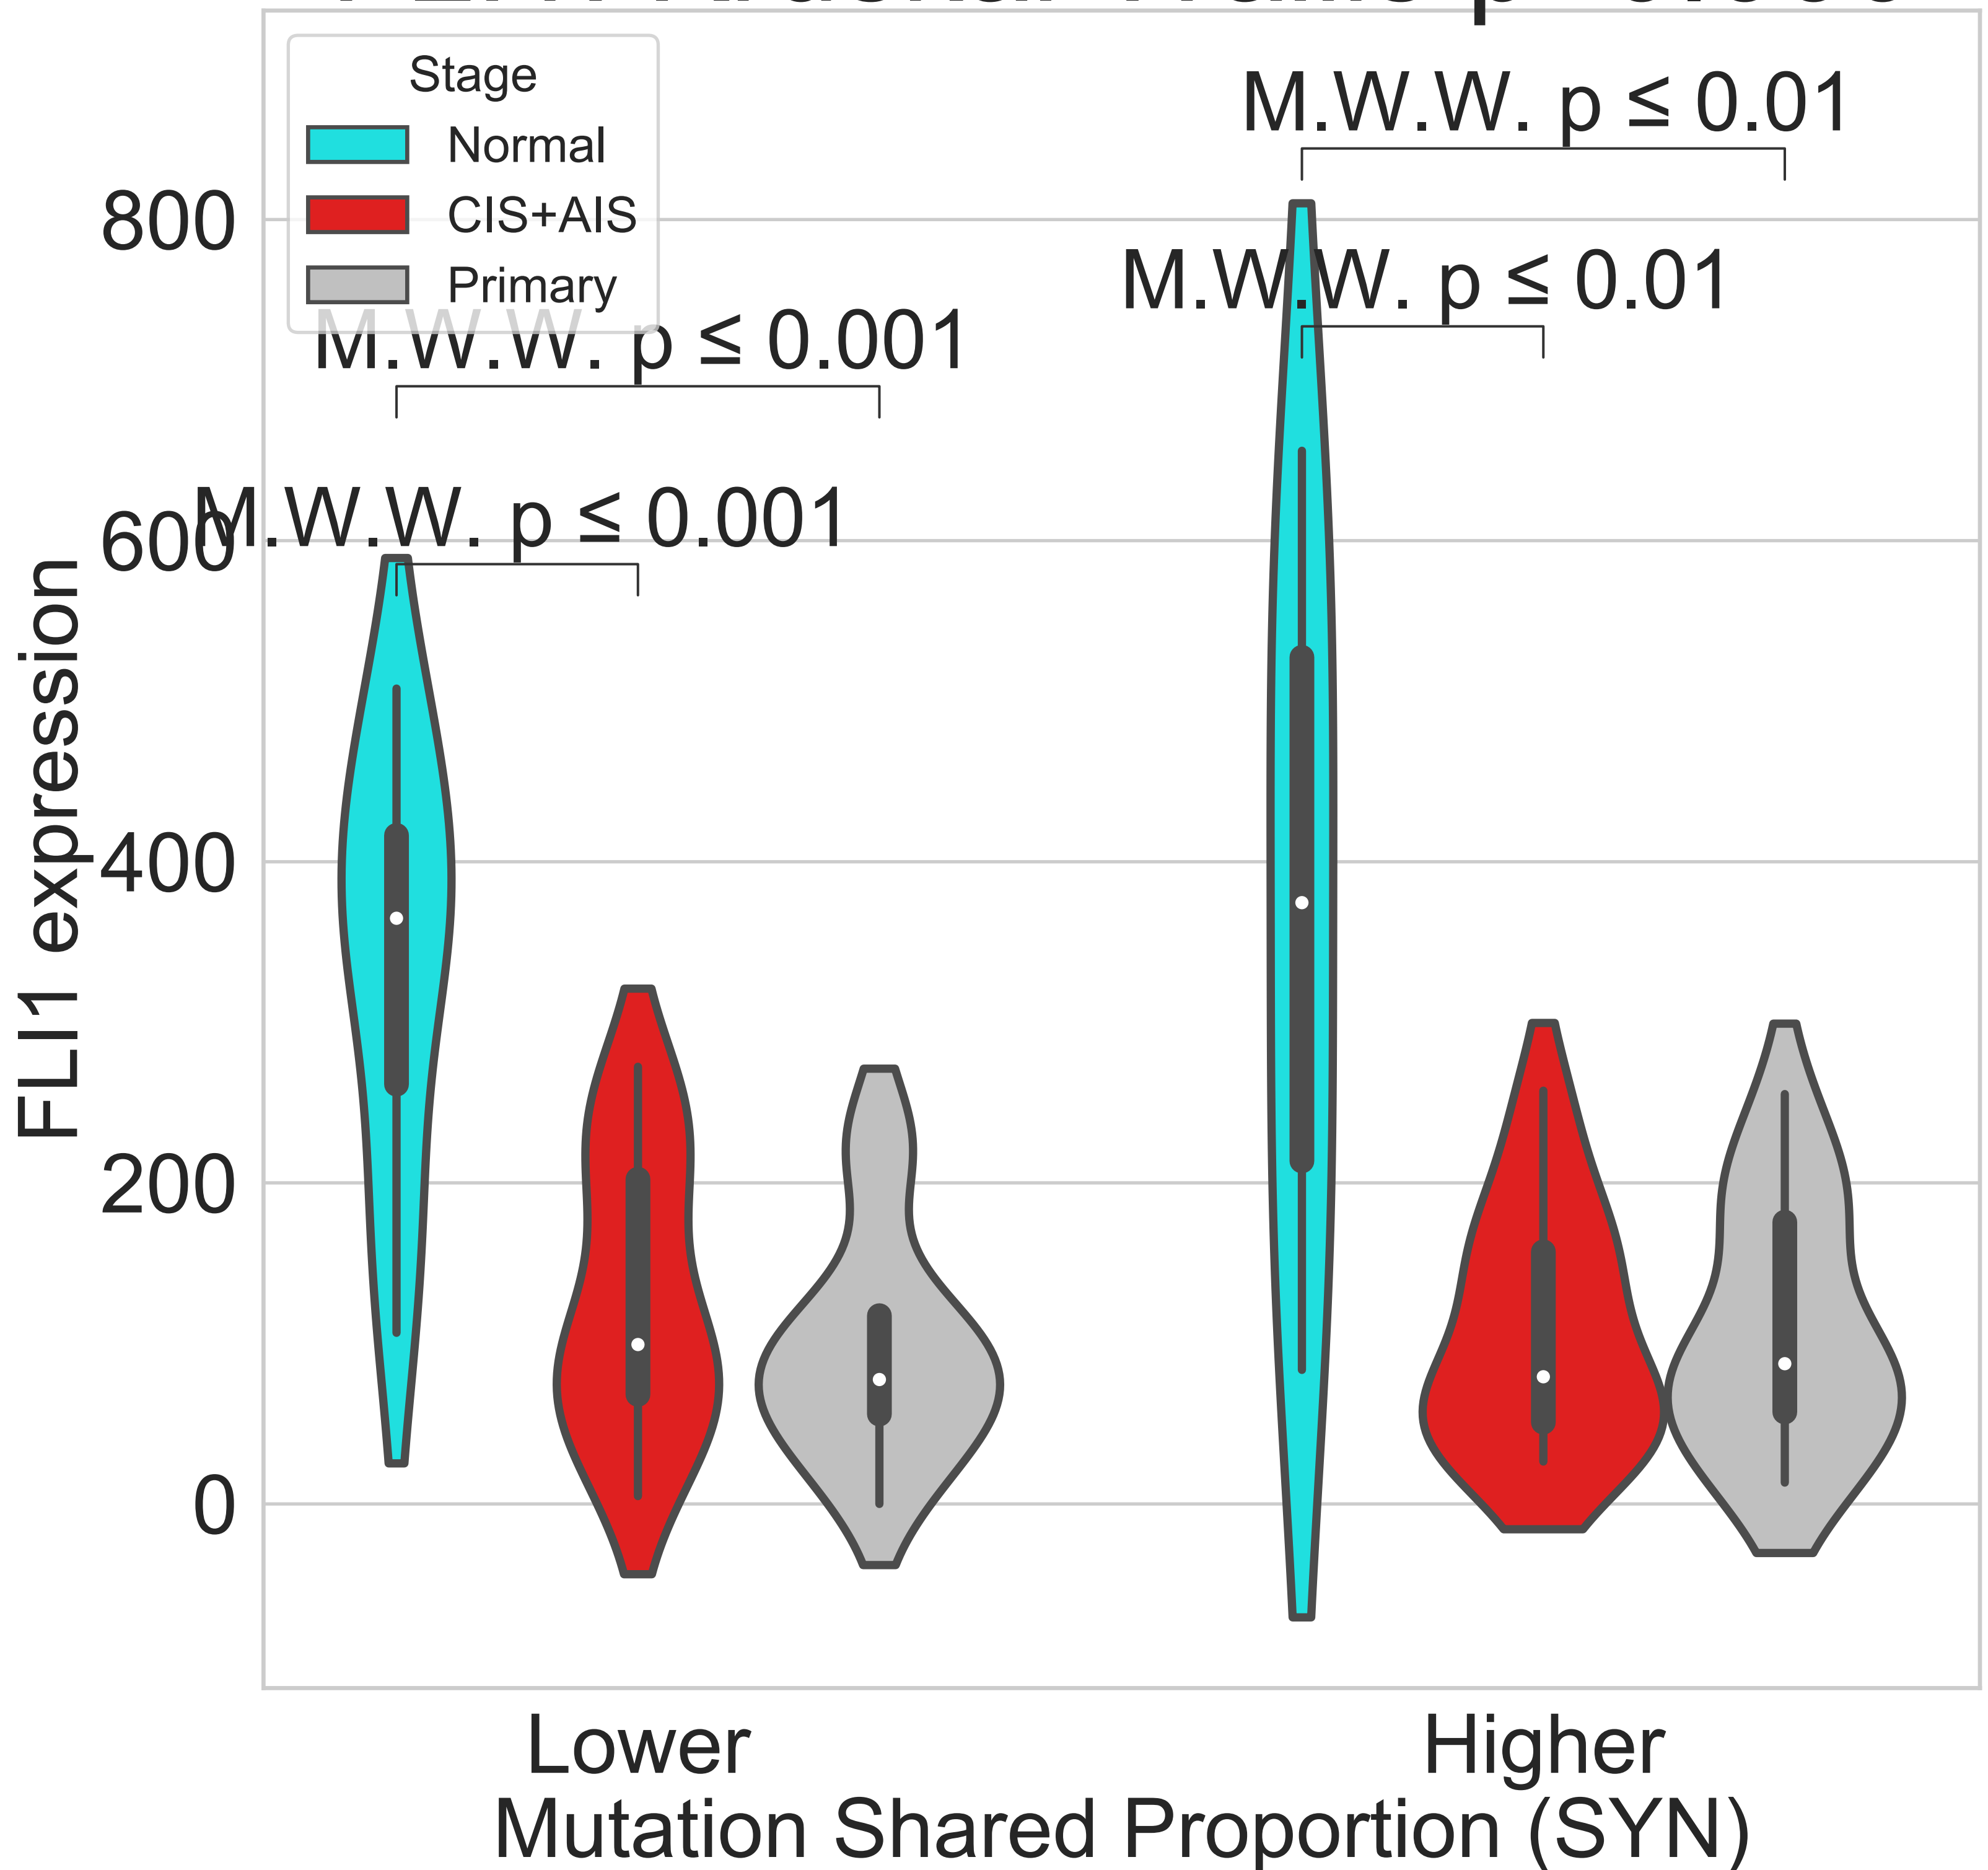 Stage
Normal
CIS+AIS
Primary
M.W.W. p ≤ 0.01
M.W.W. p ≤ 0.01
M.W.W. p ≤ 0.001
M.W.W. p ≤ 0.001
800
600
400
200
0
FLI1 expression
Lower
Higher
Mutation Shared Proportion (SYN)